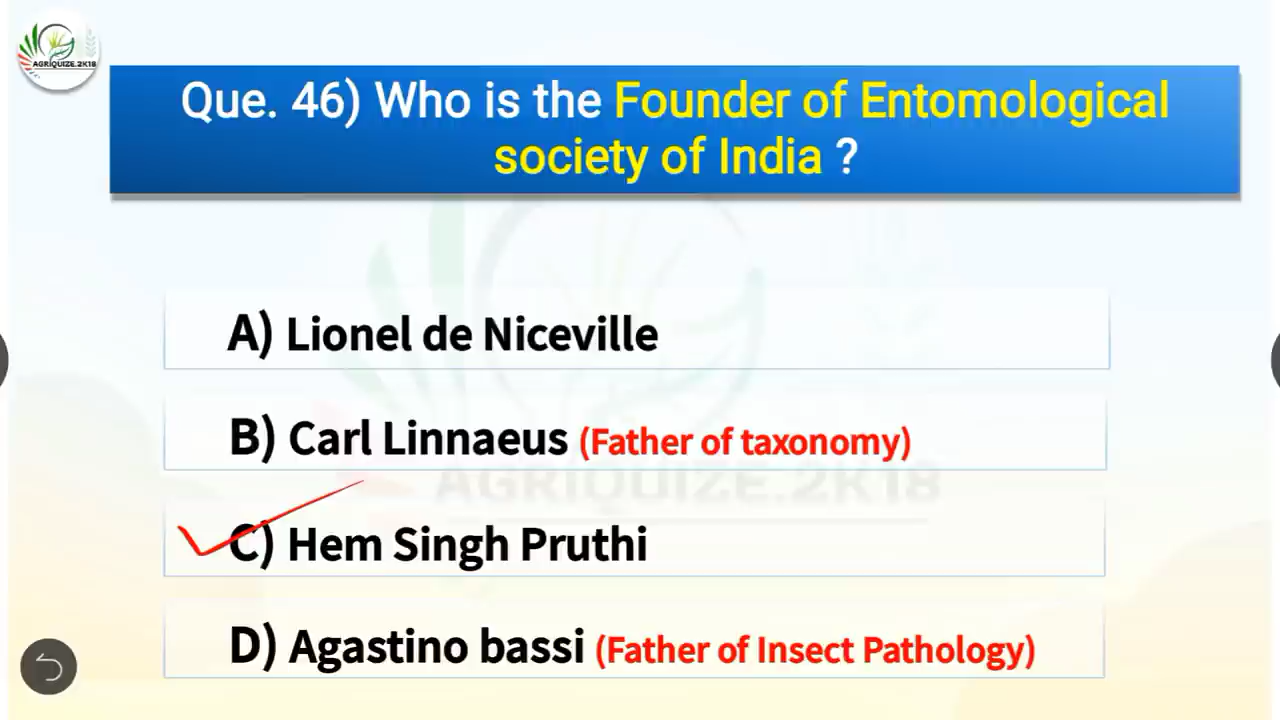 AGRIQUIZE.2K18
Que. 46) Who is the Founder of Entomological
society of India ?
A) Lionel de Niceville
B) Carl Linnaeus (Father of taxonomy)
AGRIQUIZE.2K18
C) Hem Singh Pruthi
D) Agastino bassi (Father of Insect Pathology)